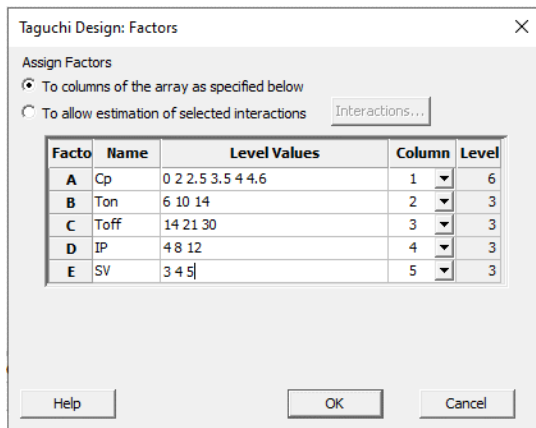 Taguchi Design: Factors
Assign Factors
To columns of the array as specified below
To allow estimation of selected interactions Interactions...
Facto Name Level Values Column Level
A Cp 0 2 2.5 3.5 4 4.6 1 6
B Ton 6 10 14 2 3
C Toff 14 21 30 3 3
D IP 4 8 12 4 3
E SV 3 4 5 5 3
Help OK Cancel